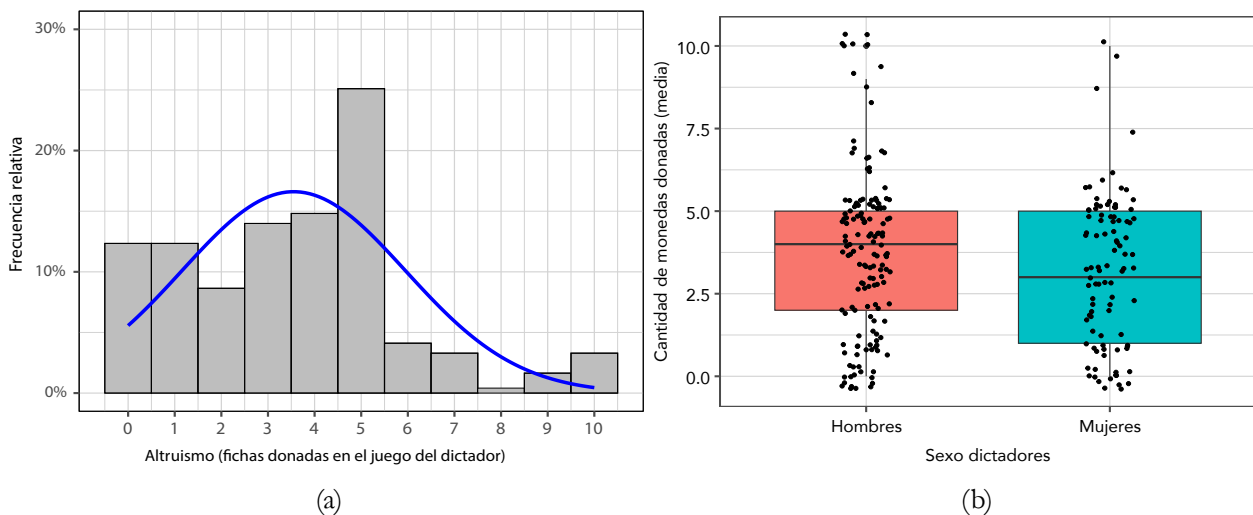 30%
20%
10%
0%
Frecuencia relativa
0 1 2 3 4 5 6 7 8 9 10
Altruismo (fichas donadas en el juego del dictador)
(a)
10.0
7.5
5.0
2.5
0.0
Cantidad de monedas donadas (media)
Hombres Mujeres
Sexo dictadores
(b)